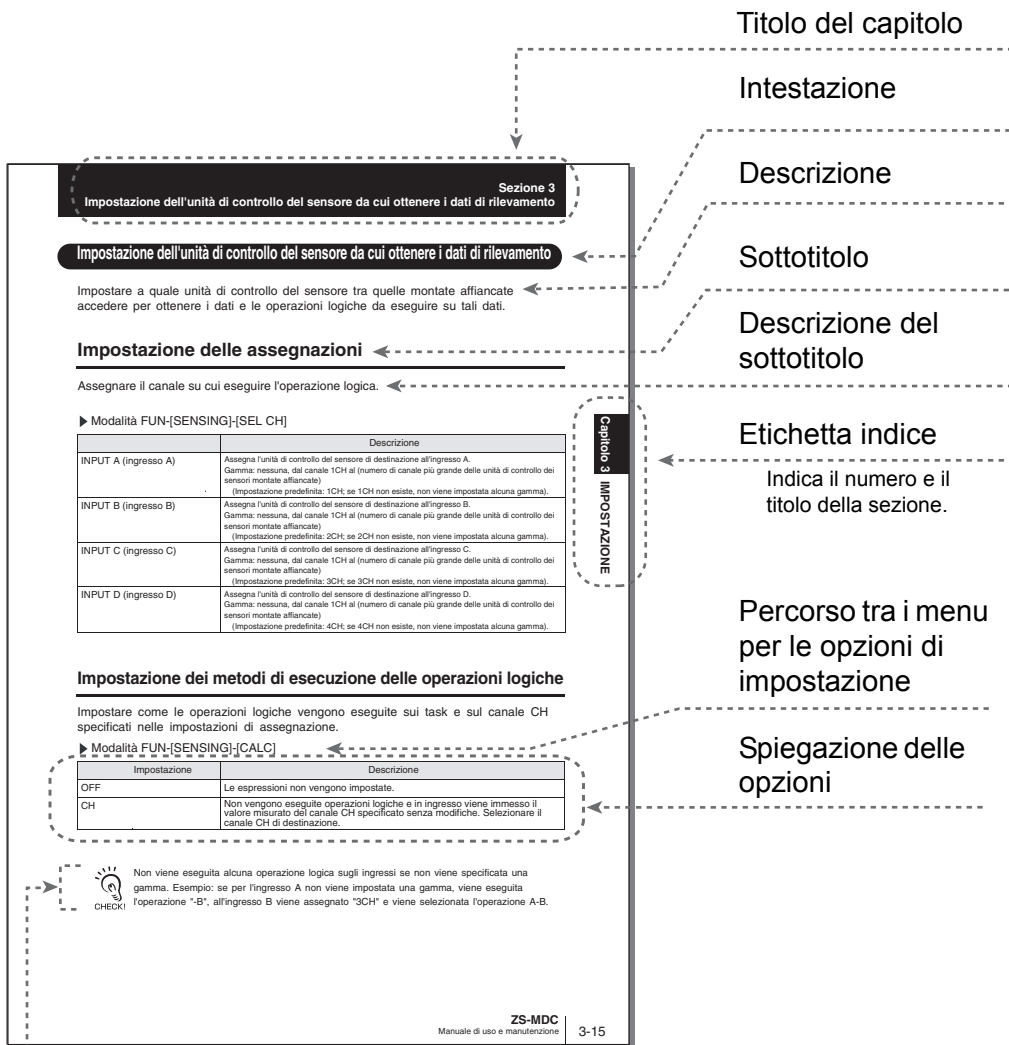 Titolo del capitolo
Intestazione
Descrizione
Sottotitolo
Descrizione del
sottotitolo
Etichetta indice
Indica il numero e il
titolo della sezione.
Percorso tra i menu
per le opzioni di
impostazione
Spiegazione delle
opzioni
Sezione 3
Impostazione dell'unità di controllo del sensore da cui ottenere i dati di rilevamento
Impostazione dell'unità di controllo del sensore da cui ottenere i dati di rilevamento
Impostare a quale unità di controllo del sensore tra quelle montate affiancate
accedere per ottenere i dati e le operazioni logiche da eseguire su tali dati.
Impostazione delle assegnazioni
Assegnare il canale su cui eseguire l'operazione logica.
Modalità FUN-[SENSING]-[SEL CH]
Descrizione
INPUT A (ingresso A)
Assegna l'unità di controllo del sensore di destinazione all'ingresso A.
Gamma: nessuna, dal canale 1CH al (numero di canale più grande delle unità di controllo dei
sensori montate affiancate)
(Impostazione predefinita: 1CH; se 1CH non esiste, non viene impostata alcuna gamma).
INPUT B (ingresso B)
Assegna l'unità di controllo del sensore di destinazione all'ingresso B.
Gamma: nessuna, dal canale 1CH al (numero di canale più grande delle unità di controllo dei
sensori montate affiancate)
(Impostazione predefinita: 2CH; se 2CH non esiste, non viene impostata alcuna gamma).
INPUT C (ingresso C)
Assegna l'unità di controllo del sensore di destinazione all'ingresso C.
Gamma: nessuna, dal canale 1CH al (numero di canale più grande delle unità di controllo dei
sensori montate affiancate)
(Impostazione predefinita: 3CH; se 3CH non esiste, non viene impostata alcuna gamma).
INPUT D (ingresso D)
Assegna l'unità di controllo del sensore di destinazione all'ingresso D.
Gamma: nessuna, dal canale 1CH al (numero di canale più grande delle unità di controllo dei
sensori montate affiancate)
(Impostazione predefinita: 4CH; se 4CH non esiste, non viene impostata alcuna gamma).
Capitolo 3 IMPOSTAZIONE
Impostazione dei metodi di esecuzione delle operazioni logiche
Impostare come le operazioni logiche vengono eseguite sui task e sul canale CH
specificati nelle impostazioni di assegnazione.
Modalità FUN-[SENSING]-[CALC]
Impostazione Descrizione
OFF Le espressioni non vengono impostate.
CH Non vengono eseguite operazioni logiche e in ingresso viene immesso il
valore misurato del canale CH specificato senza modifiche. Selezionare il
canale CH di destinazione.
CHECK!
Non viene eseguita alcuna operazione logica sugli ingressi se non viene specificata una
gamma. Esempio: se per l'ingresso A non viene impostata una gamma, viene eseguita
l'operazione "-B", all'ingresso B viene assegnato "3CH" e viene selezionata l'operazione A-B.
ZS-MDC
Manuale di uso e manutenzione
3-15